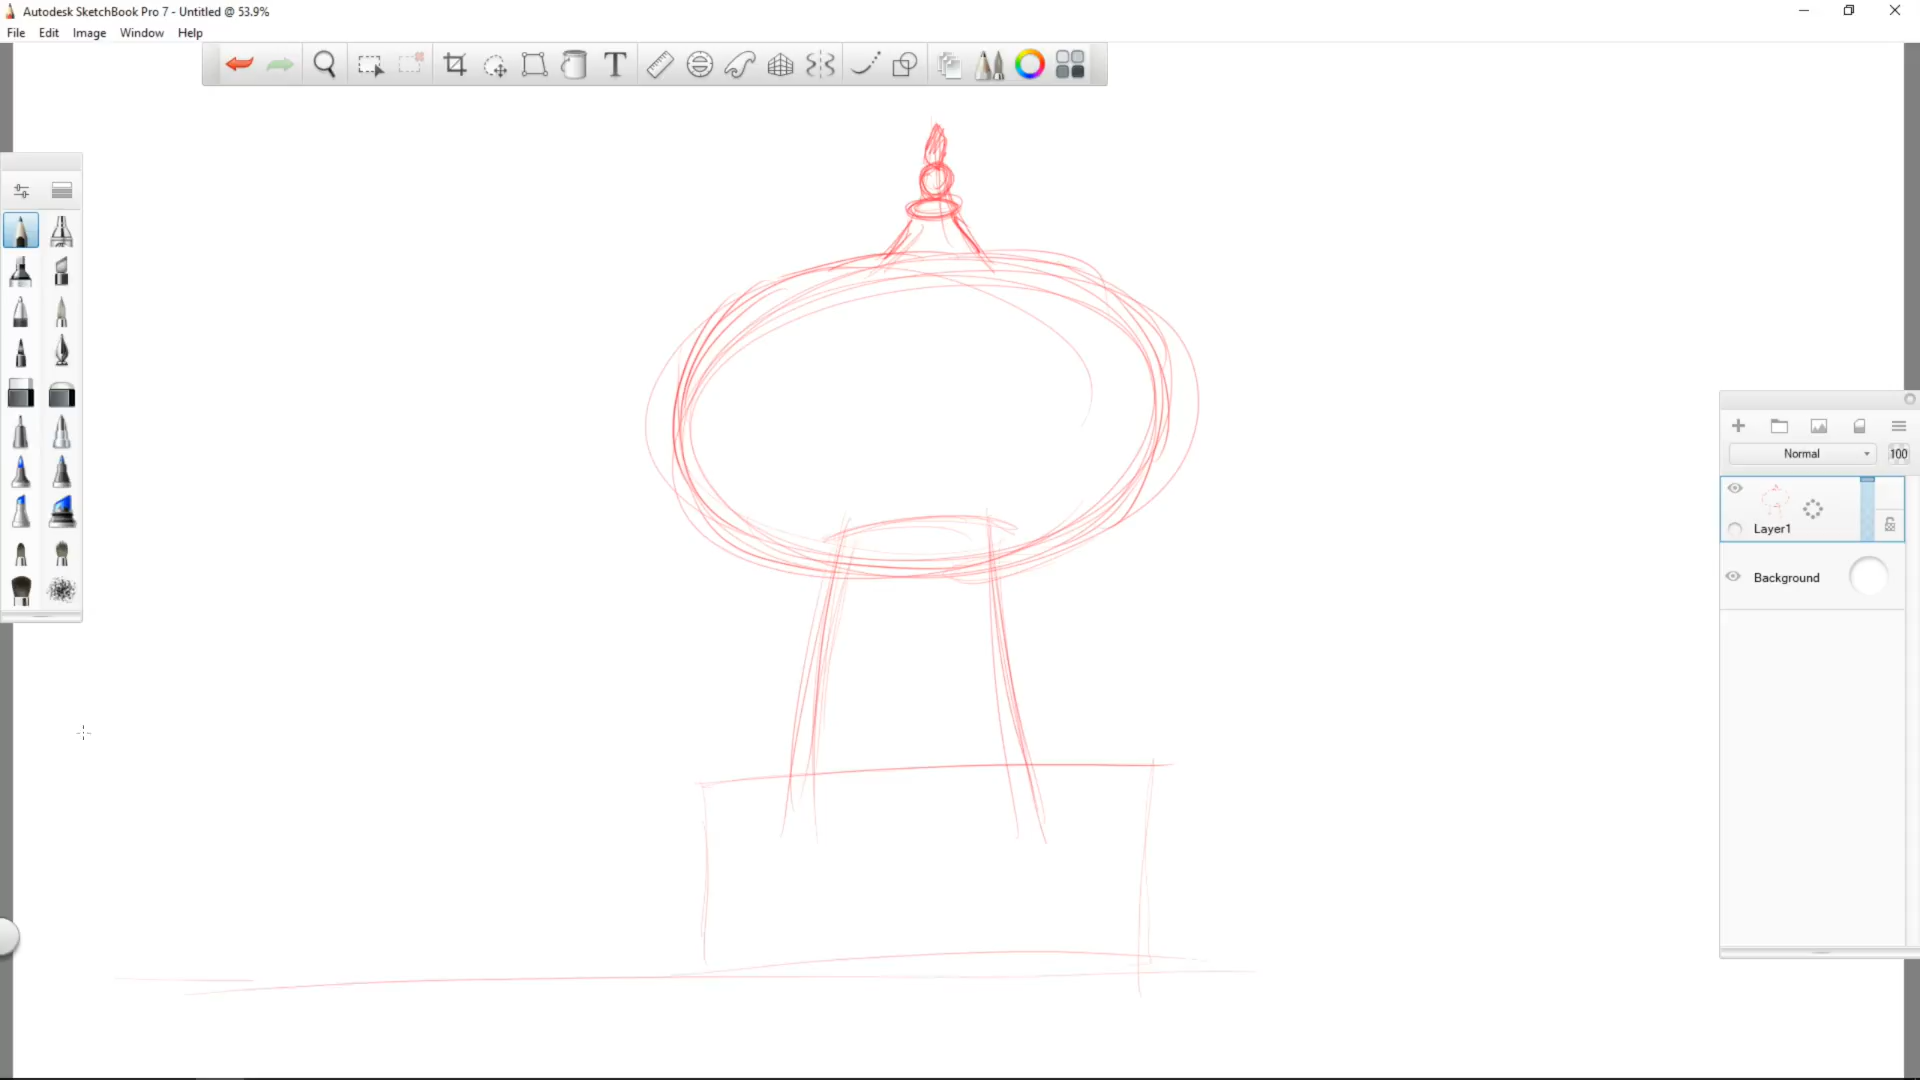 Autodesk SketchBook Pro 7 - Untitled @ 53.9%
File Edit Image Window Help
T
Normal 100
Layer1
Background